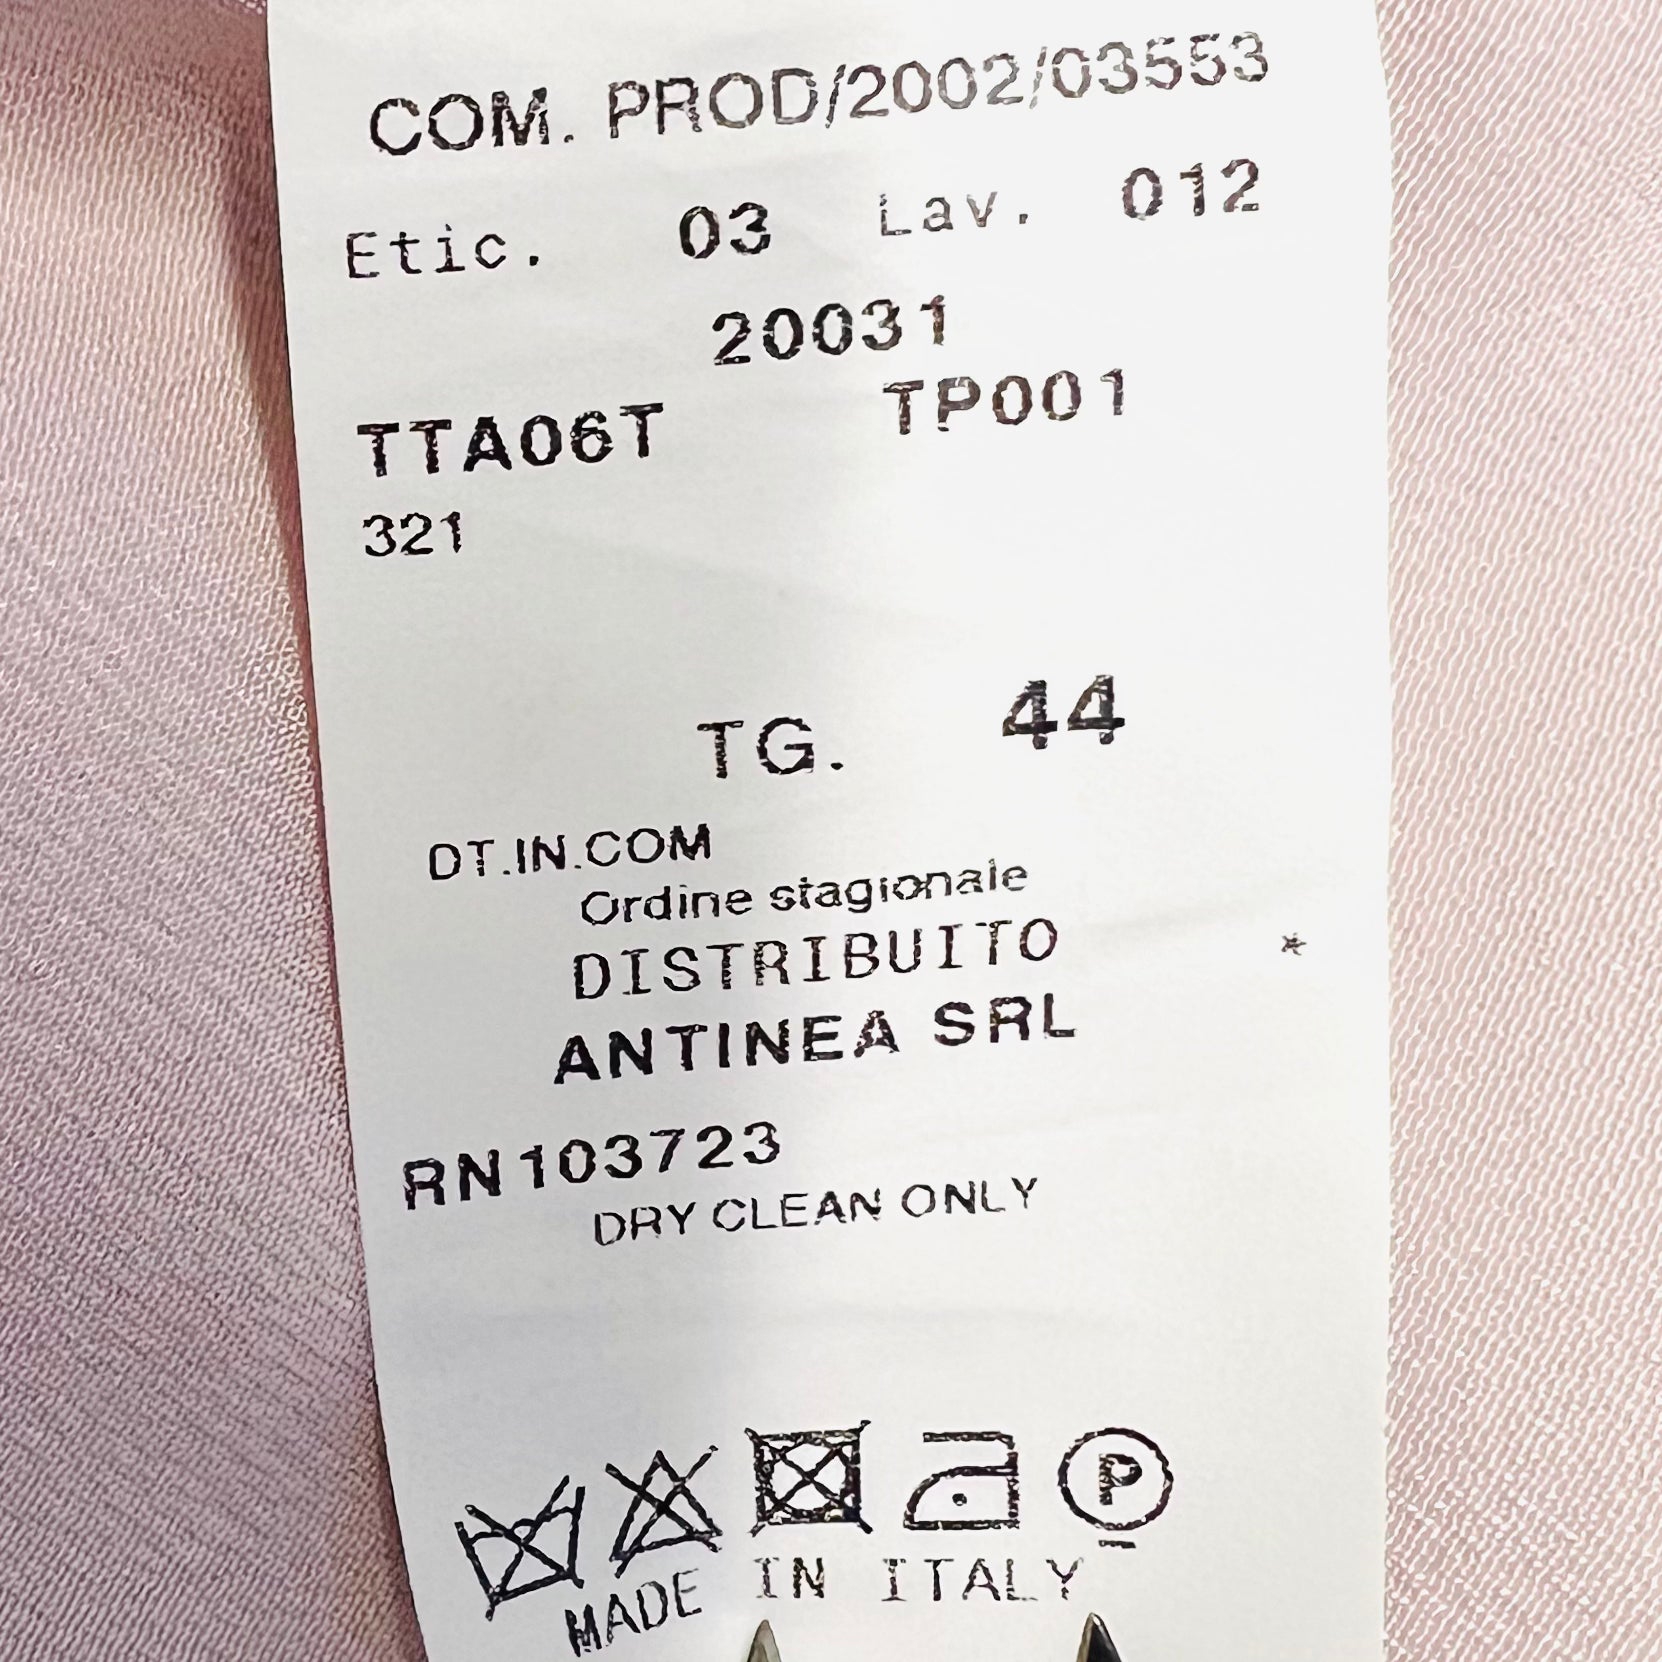 COM. PROD/2002/03553
Etic. 03 Lav. 012
20031
TTA06T TP001
321
TG. 44
DT.IN.COM
Ordine stagionale
DISTRIBUITO *
ANTINEA SRL
RN103723
DRY CLEAN ONLY
P
MADE IN ITALY